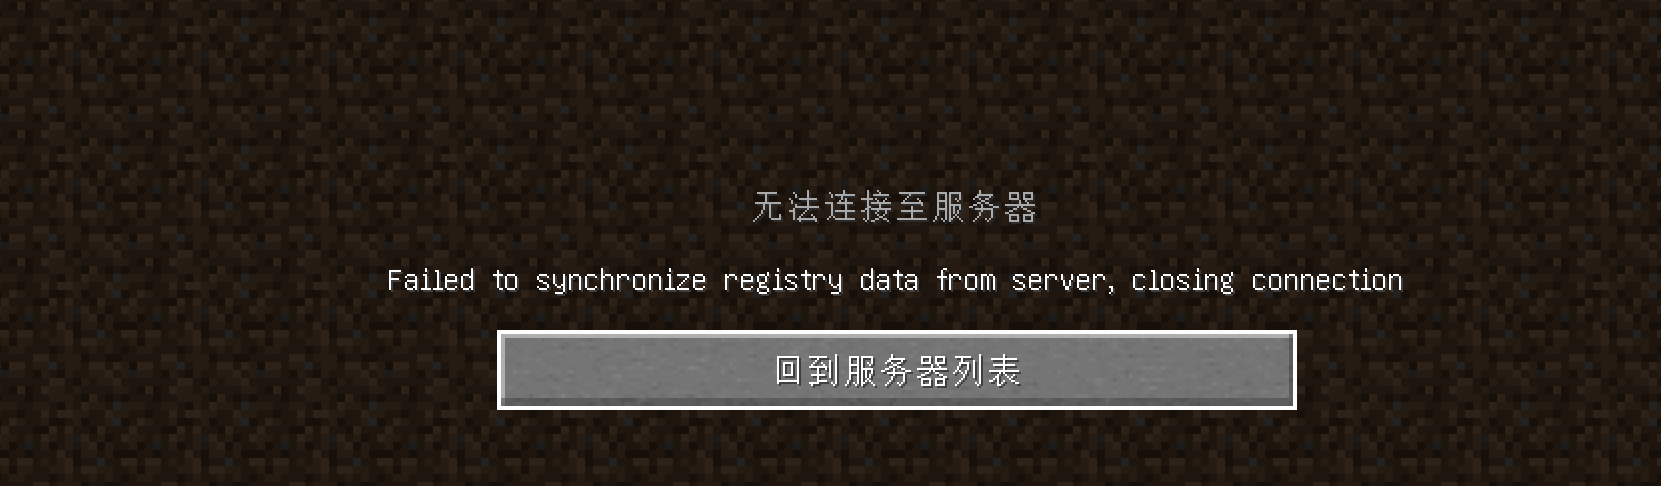 无法连接至服务器
Failed to synchronize registry data from server, closing connection
回到服务器列表